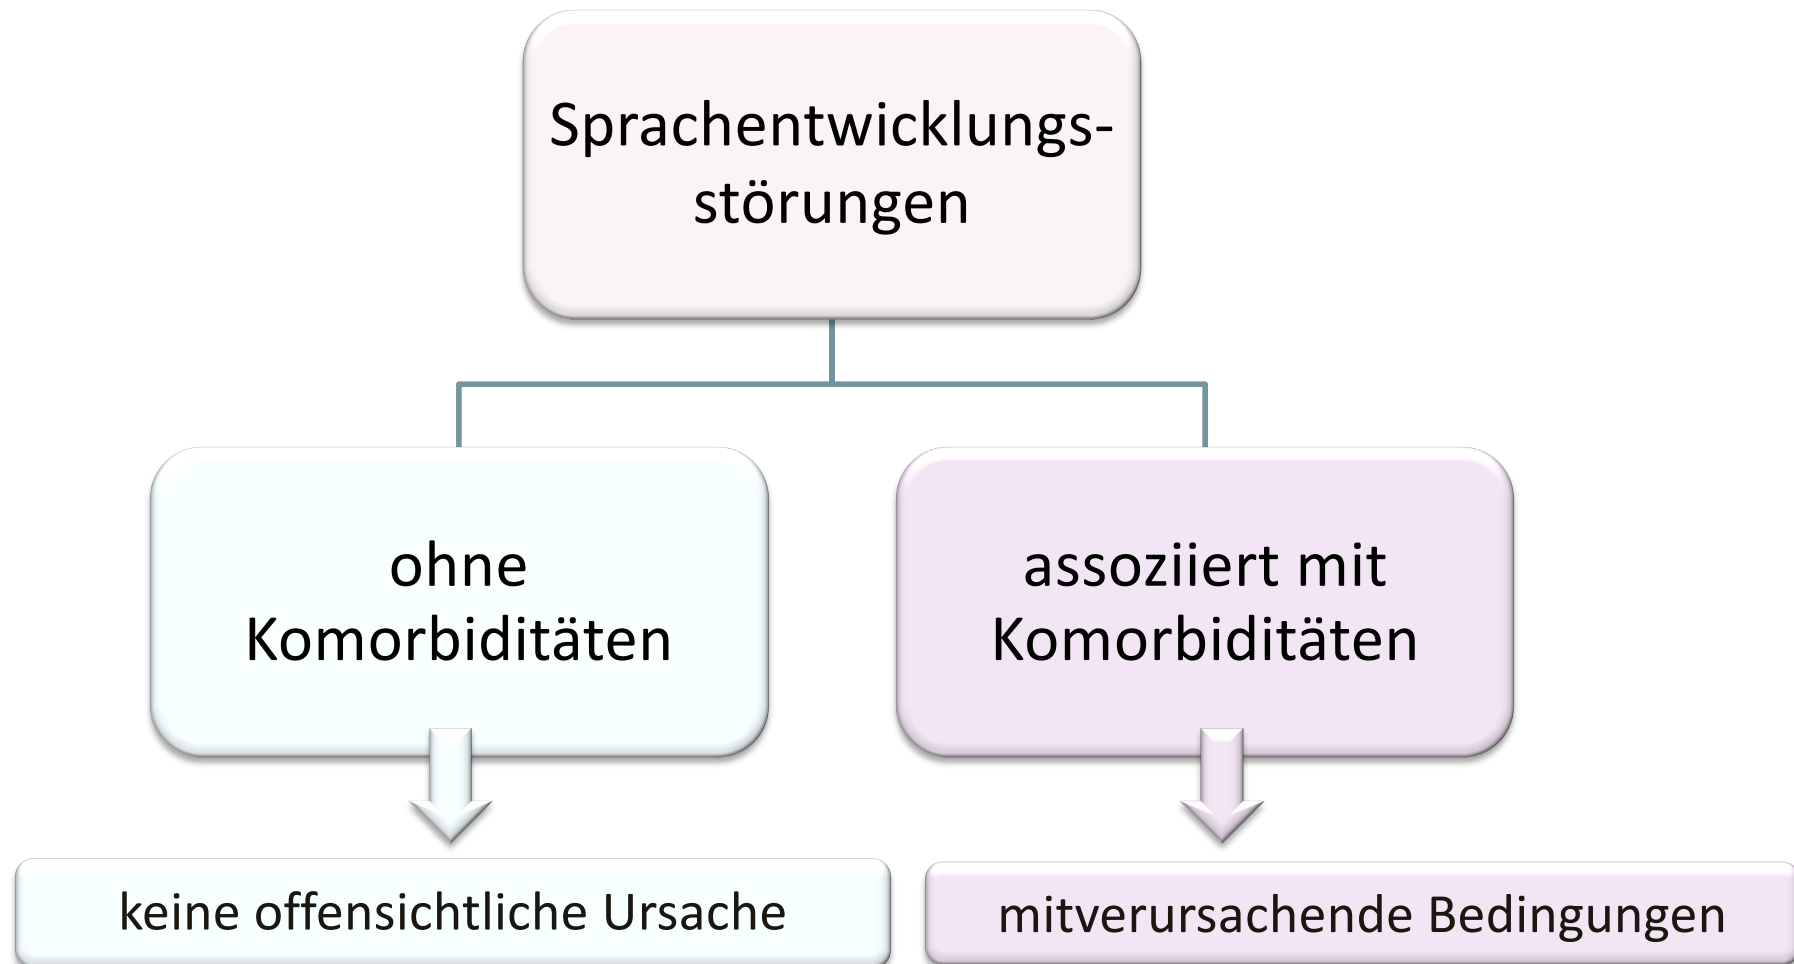 Sprachentwicklungs-
störungen
ohne
Komorbiditäten
assoziiert mit
Komorbiditäten
keine offensichtliche Ursache
mitverursachende Bedingungen